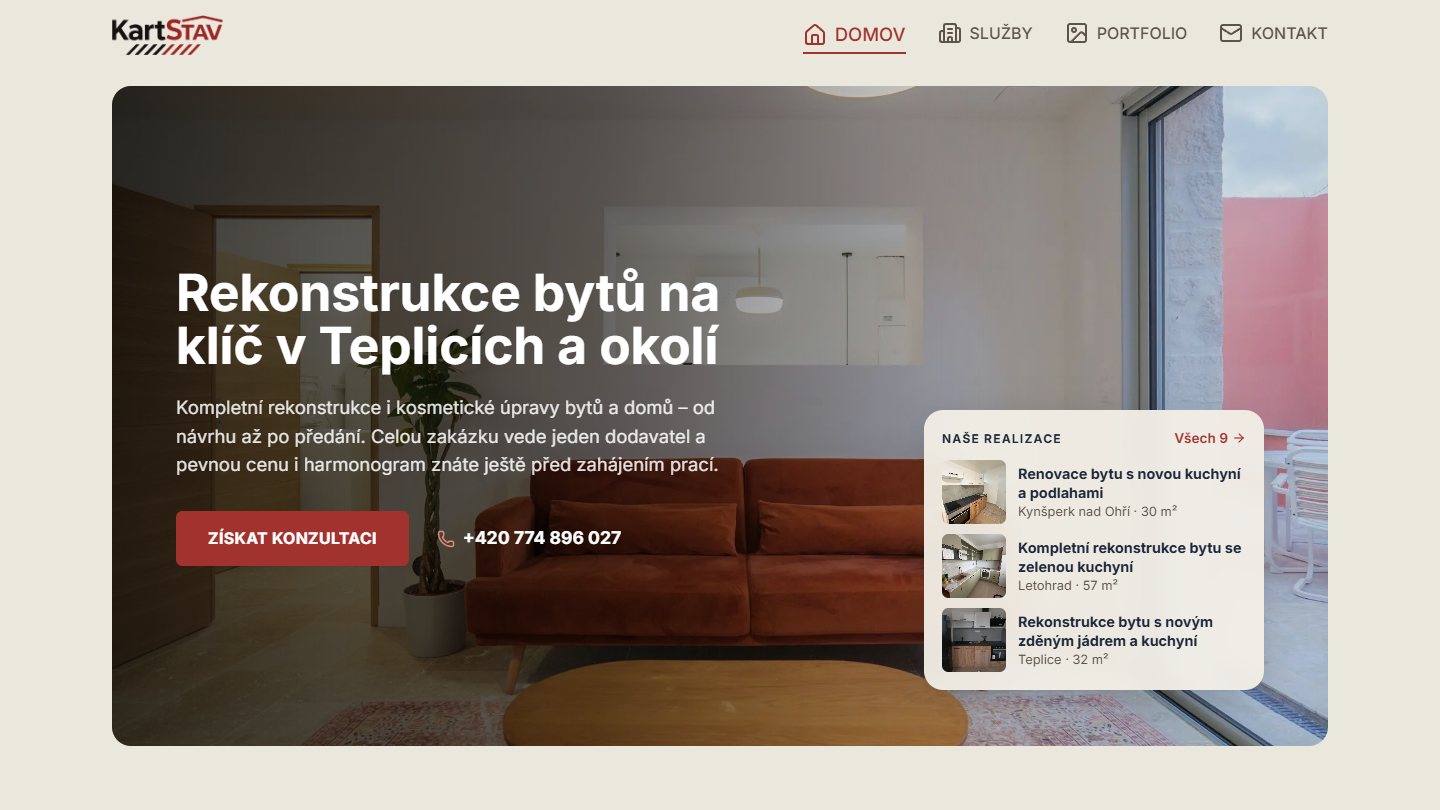 KartSTAV
DOMOV
SLUŽBY
PORTFOLIO
KONTAKT
Rekonstrukce bytů na
klíč v Teplicích a okolí
Kompletní rekonstrukce i kosmetické úpravy bytů a domů – od
návrhu až po předání. Celou zakázku vede jeden dodavatel a
pevnou cenu i harmonogram znáte ještě před zahájením prací.
ZÍSKAT KONZULTACI
+420 774 896 027
NAŠE REALIZACE
Všech 9
Renovace bytu s novou kuchyní
a podlahami
Kynšperk nad Ohří · 30 m²
Kompletní rekonstrukce bytu se
zelenou kuchyní
Letohrad · 57 m²
Rekonstrukce bytu s novým
zděným jádrem a kuchyní
Teplice · 32 m²